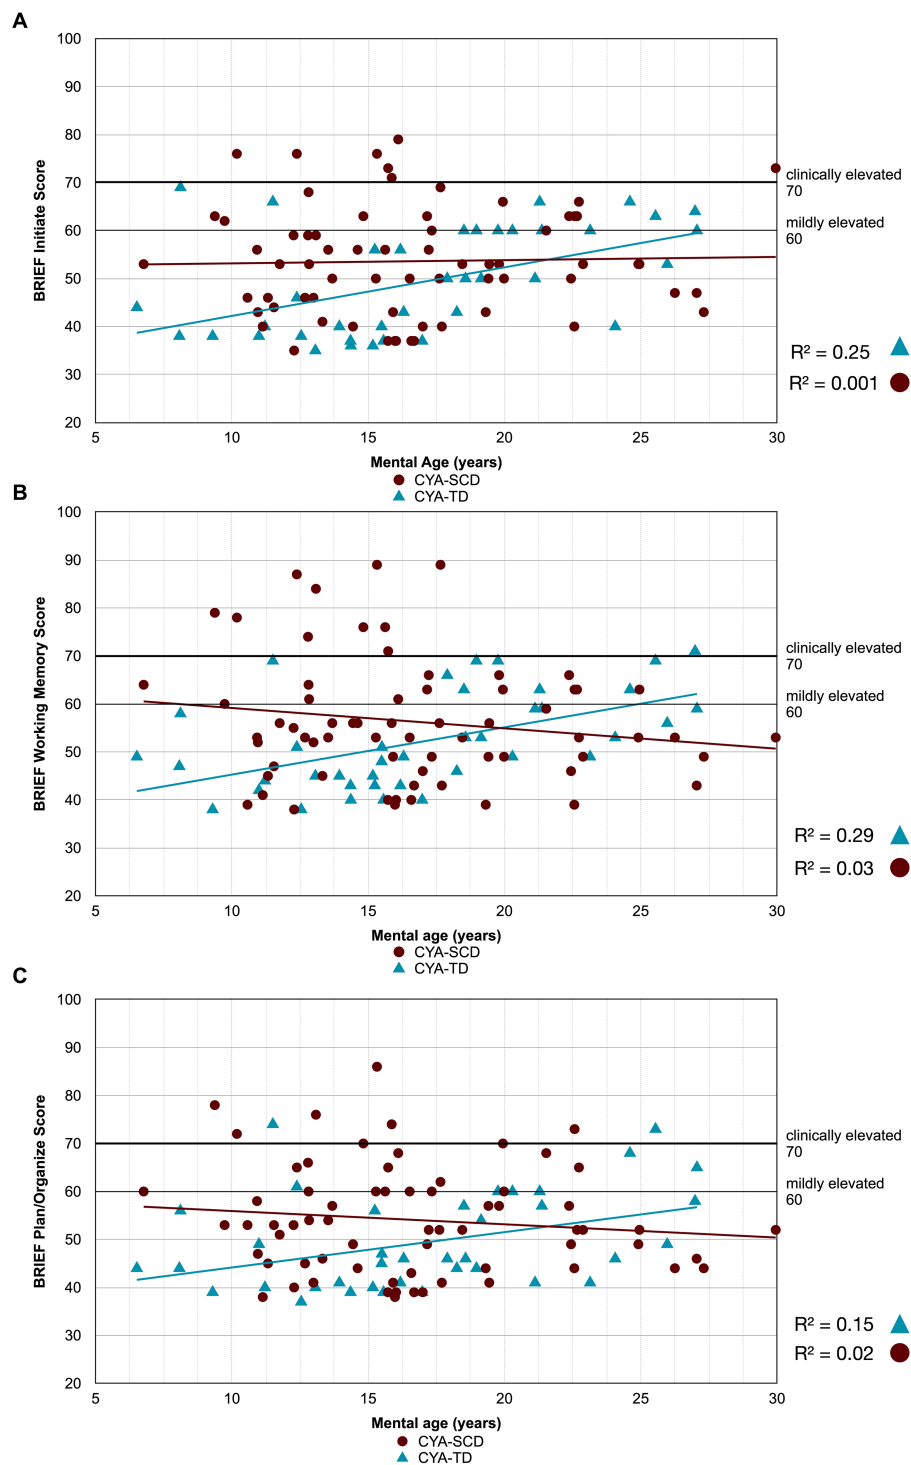 A
100
90
80
70
60
50
40
30
20
BRIEF Initiate Score
clinically elevated
70
mildly elevated
60
R² = 0.25
R² = 0.001
5 10 15 20 25 30
Mental Age (years)
CYA-SCD
CYA-TD
B
100
90
80
70
60
50
40
30
20
BRIEF Working Memory Score
clinically elevated
70
mildly elevated
60
R² = 0.29
R² = 0.03
5 10 15 20 25 30
Mental age (years)
CYA-SCD
CYA-TD
C
100
90
80
70
60
50
40
30
20
BRIEF Plan/Organize Score
clinically elevated
70
mildly elevated
60
R² = 0.15
R² = 0.02
5 10 15 20 25 30
Mental age (years)
CYA-SCD
CYA-TD